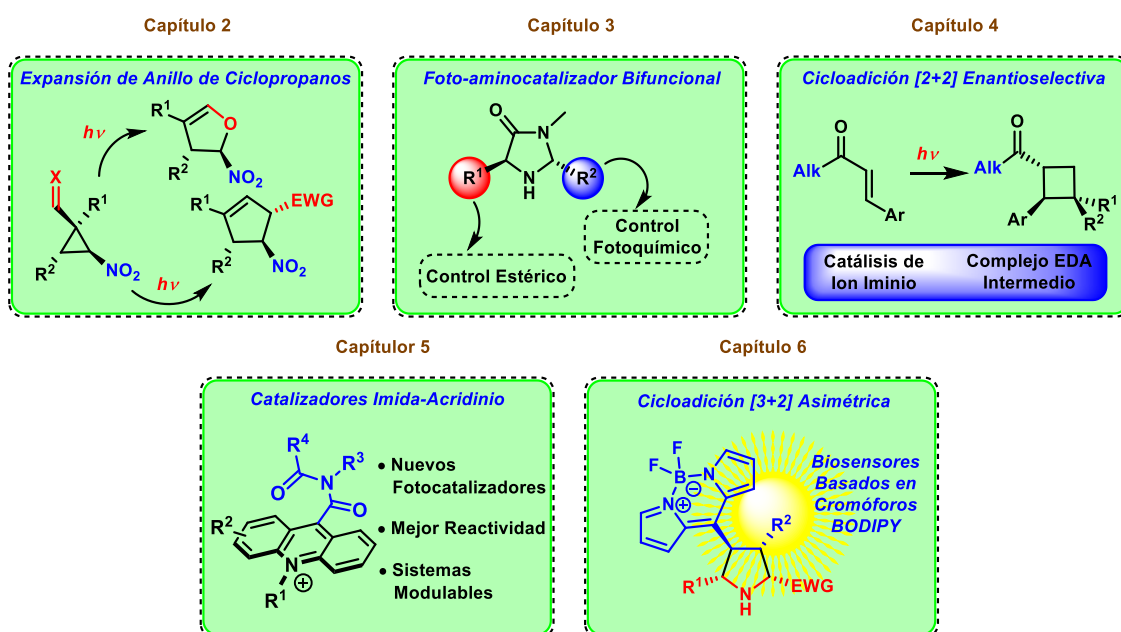 Capítulo 2
Expansión de Anillo de Ciclopropanos
R1
O
R2
NO2
hν
X
R1
R2
NO2
hν
R1
EWG
R2
NO2
Capítulo 3
Foto-aminocatalizador Bifuncional
O
N
R1
N
H
R2
Control
Fotoquímico
Control Estérico
Capítulo 4
Cicloadición [2+2] Enantioselectiva
O
Alk
Ar
hν
O
Alk
Ar
R1
R2
Catálisis de
Ion Iminio
Complejo EDA
Intermedio
Capítulor 5
Catalizadores Imida-Acridinio
R4
R3
O
N
O
R2
N
+
R1
• Nuevos
Fotocatalizadores
• Mejor Reactividad
• Sistemas
Modulables
Capítulo 6
Cicloadición [3+2] Asimétrica
F
F
B
N
−
N
+
R2
R1
N
H
EWG
Biosensores
Basados en
Cromóforos
BODIPY